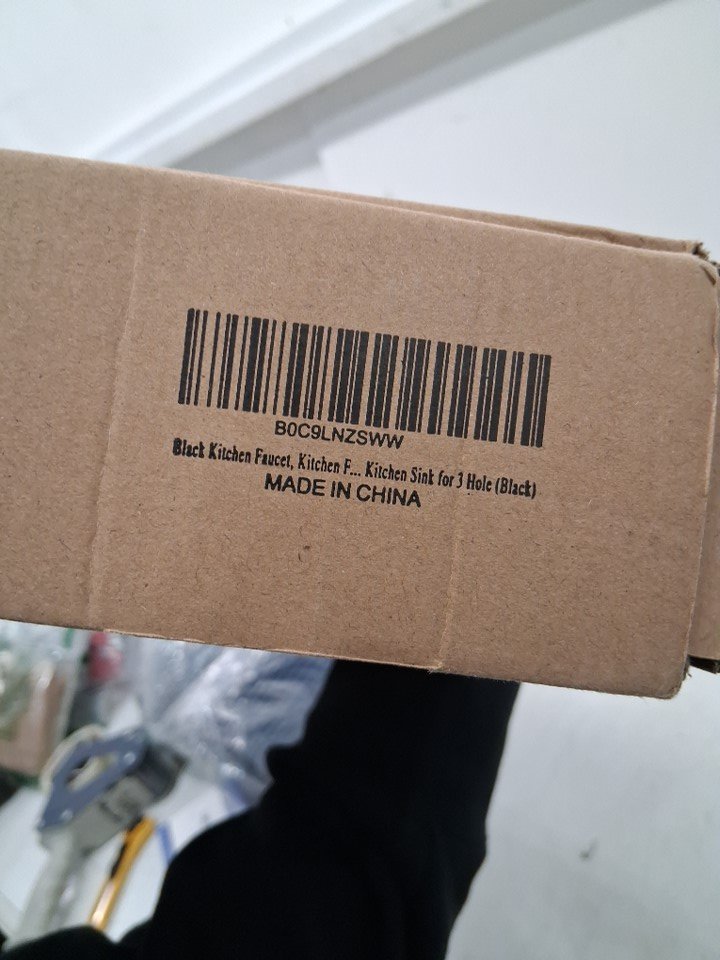 B0C9LNZSWW
Black Kitchen Faucet, Kitchen F... Kitchen Sink for 3 Hole (Black)
MADE IN CHINA